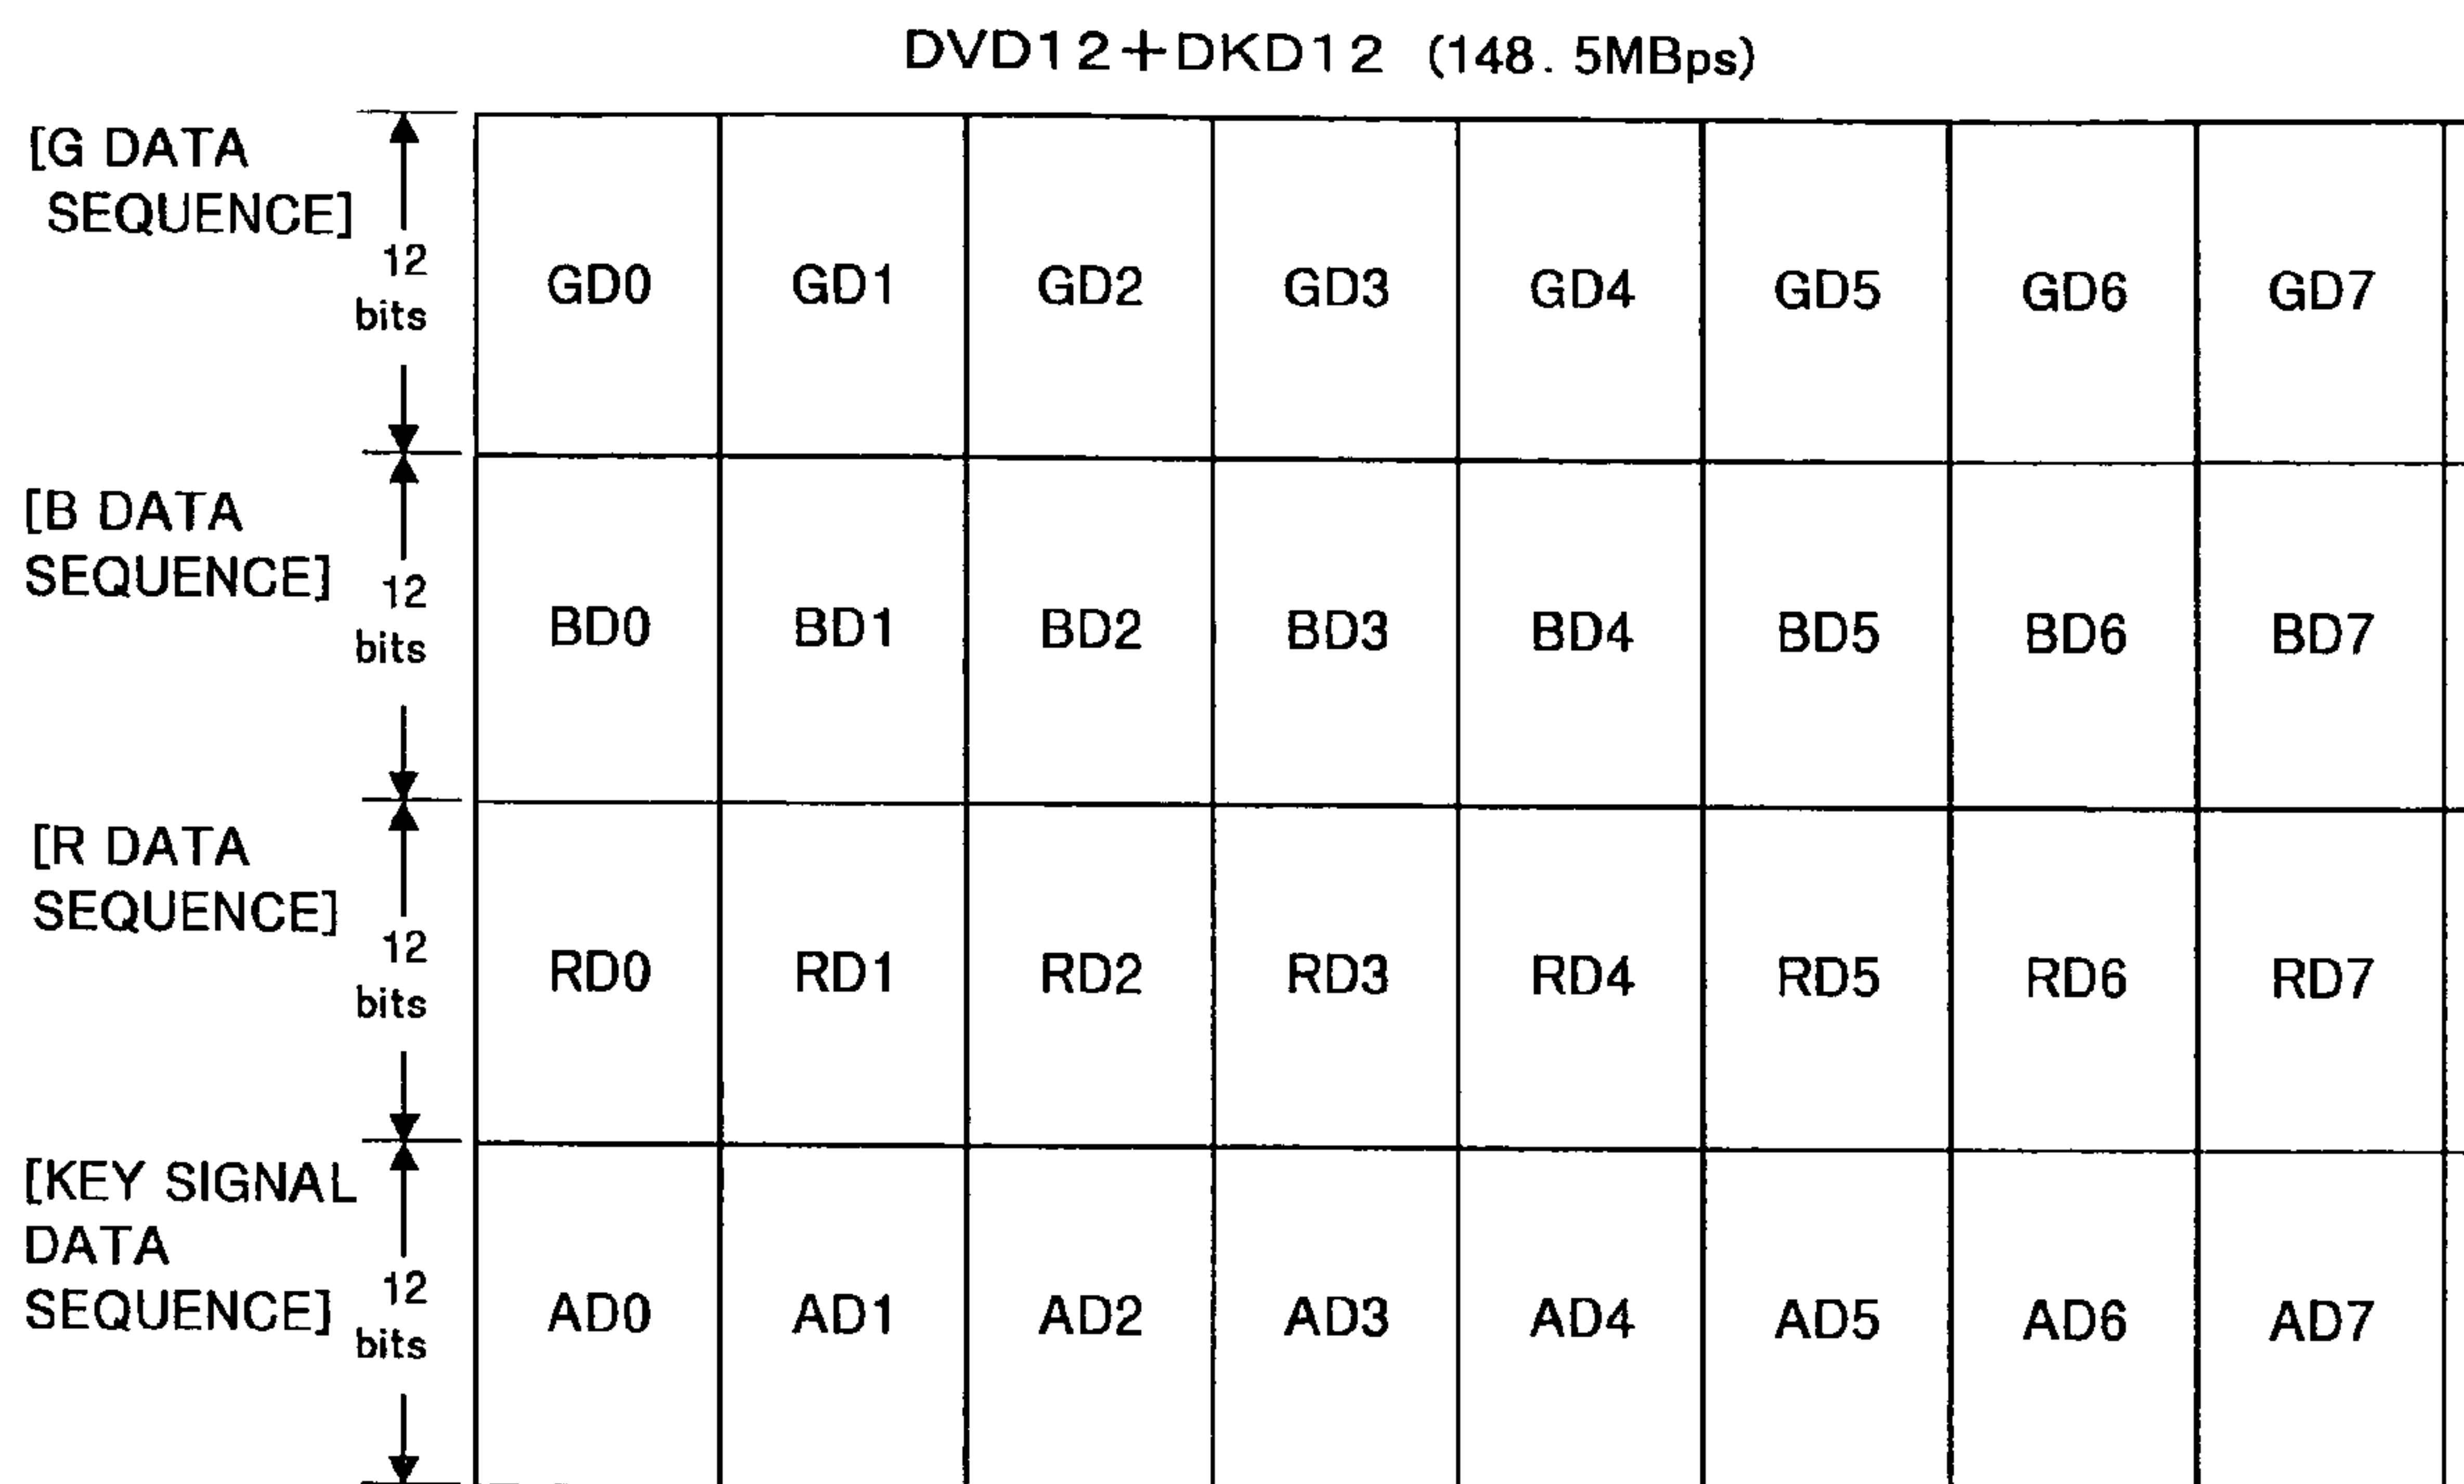 DVD12+DKD12 (148. 5MBps)
[G DATA
SEQUENCE]
12
bits
GD0 GD1 GD2 GD3 GD4 GD5 GD6 GD7
[B DATA
SEQUENCE]
12
bits
BD0 BD1 BD2 BD3 BD4 BD5 BD6 BD7
[R DATA
SEQUENCE]
12
bits
RD0 RD1 RD2 RD3 RD4 RD5 RD6 RD7
[KEY SIGNAL
DATA
SEQUENCE]
12
bits
AD0 AD1 AD2 AD3 AD4 AD5 AD6 AD7